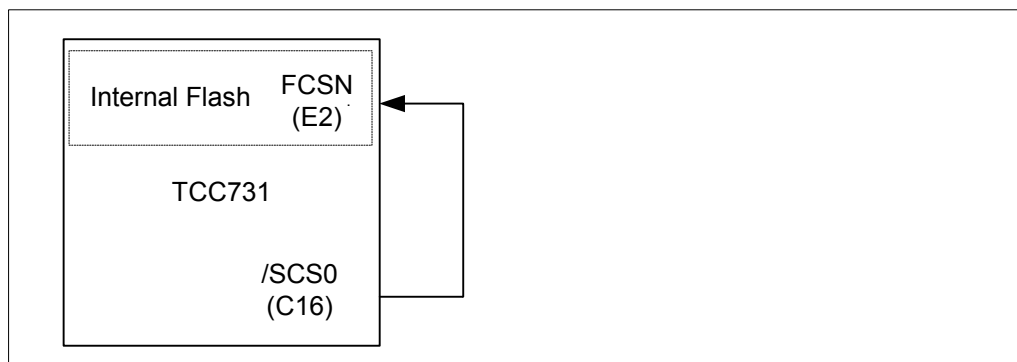 Internal Flash
FCSN
(E2)
TCC731
/SCS0
(C16)